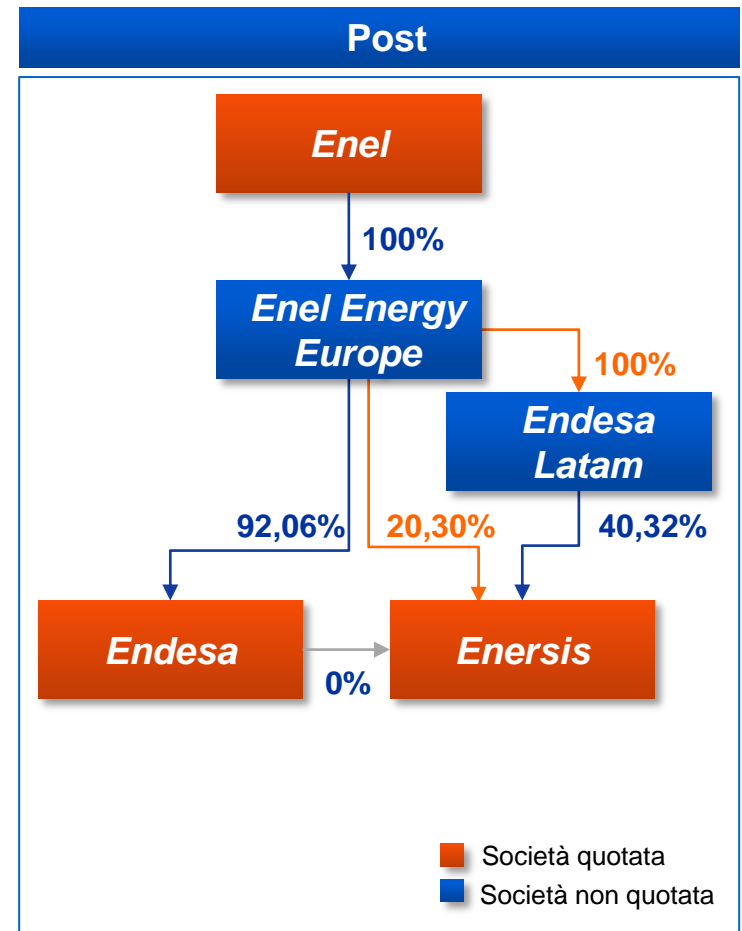 Post
Enel
100%
Enel Energy
Europe
100%
Endesa
Latam
92,06%
20,30%
40,32%
Endesa
0%
Enersis
Società quotata
Società non quotata